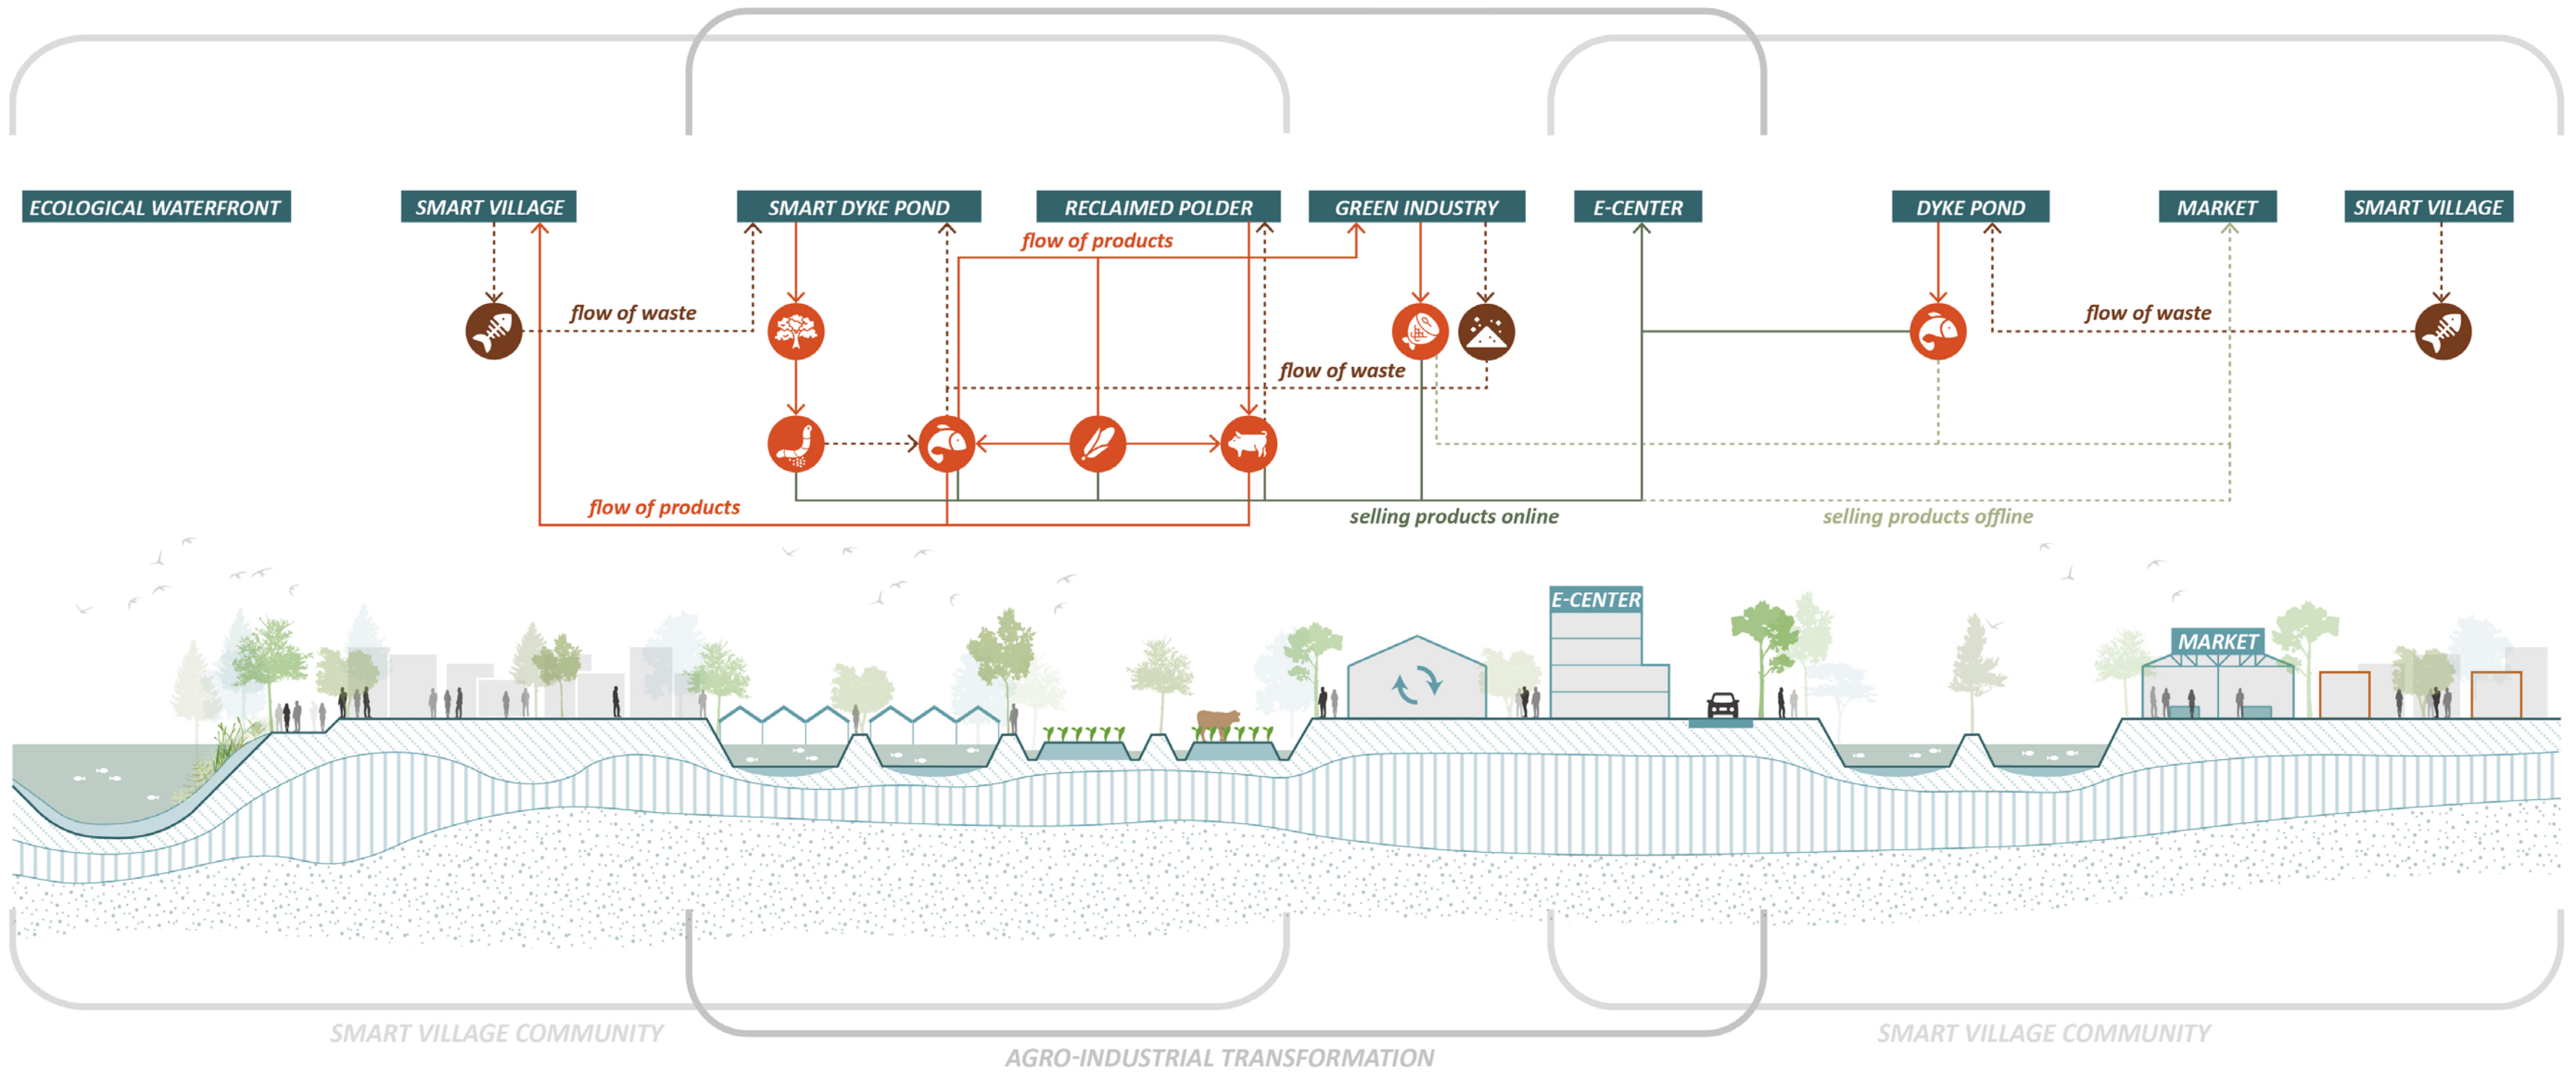 ECOLOGICAL WATERFRONT
SMART VILLAGE
SMART DYKE POND
RECLAIMED POLDER
GREEN INDUSTRY
E-CENTER
DYKE POND
MARKET
SMART VILLAGE
flow of products
flow of waste
flow of waste
flow of waste
flow of products
selling products online
selling products offline
E-CENTER
MARKET
SMART VILLAGE COMMUNITY
SMART VILLAGE COMMUNITY
AGRO-INDUSTRIAL TRANSFORMATION